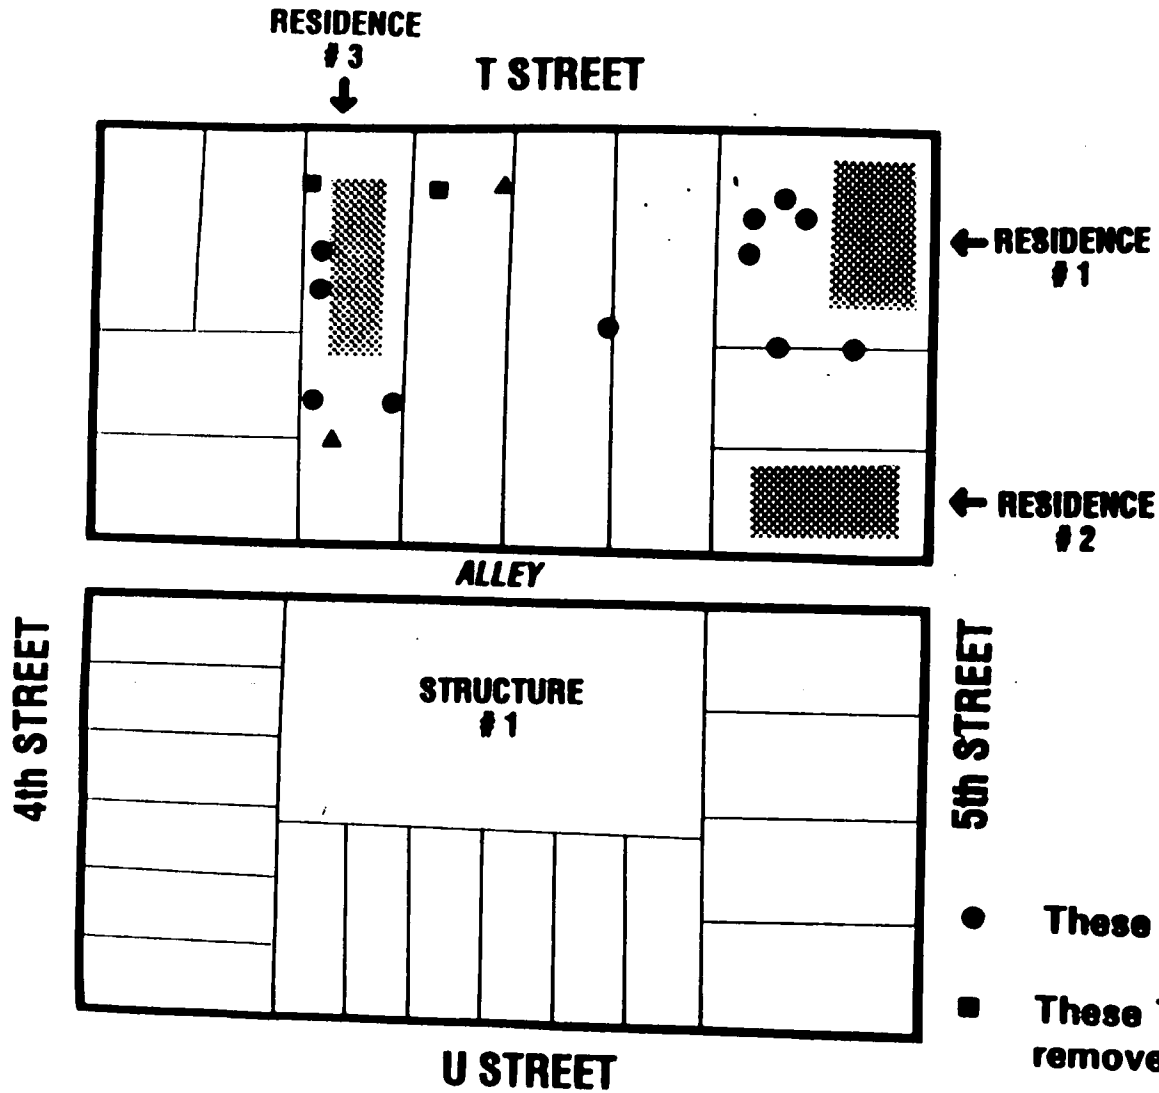 RESIDENCE
# 3
T STREET
RESIDENCE
# 1
RESIDENCE
# 2
ALLEY
4th STREET
STRUCTURE
# 1
5th STREET
These
These
remove
U STREET